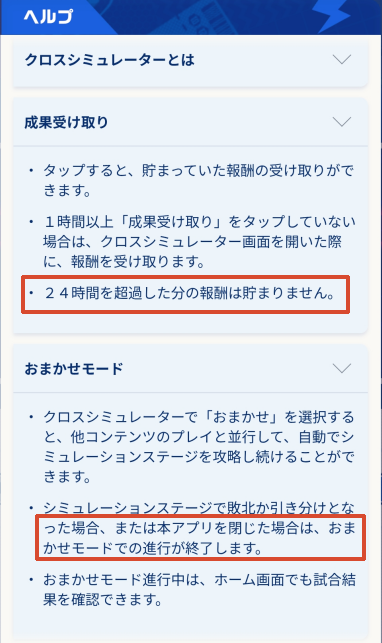 ヘルプ
クロスシミュレーターとは
成果受け取り
・ タップすると、貯まっていた報酬の受け取りがで
きます。
・ 1時間以上「成果受け取り」をタップしていない
場合は、クロスシミュレーター画面を開いた際
に、報酬を受け取ります。
・ 24時間を超過した分の報酬は貯まりません。
おまかせモード
・ クロスシミュレーターで「おまかせ」を選択する
と、他コンテンツのプレイと並行して、自動でシ
ミュレーションステージを攻略し続けることがで
きます。
・ シミュレーションステージで敗北か引き分けとな
った場合、または本アプリを閉じた場合は、おま
かせモードでの進行が終了します。
・ おまかせモード進行中は、ホーム画面でも試合結
果を確認できます。